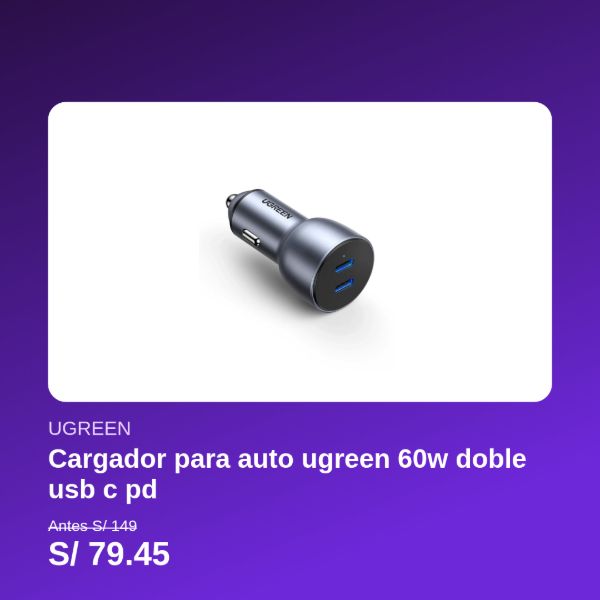 UGREEN
UGREEN
Cargador para auto ugreen 60w doble
usb c pd
Antes S/ 149
S/ 79.45